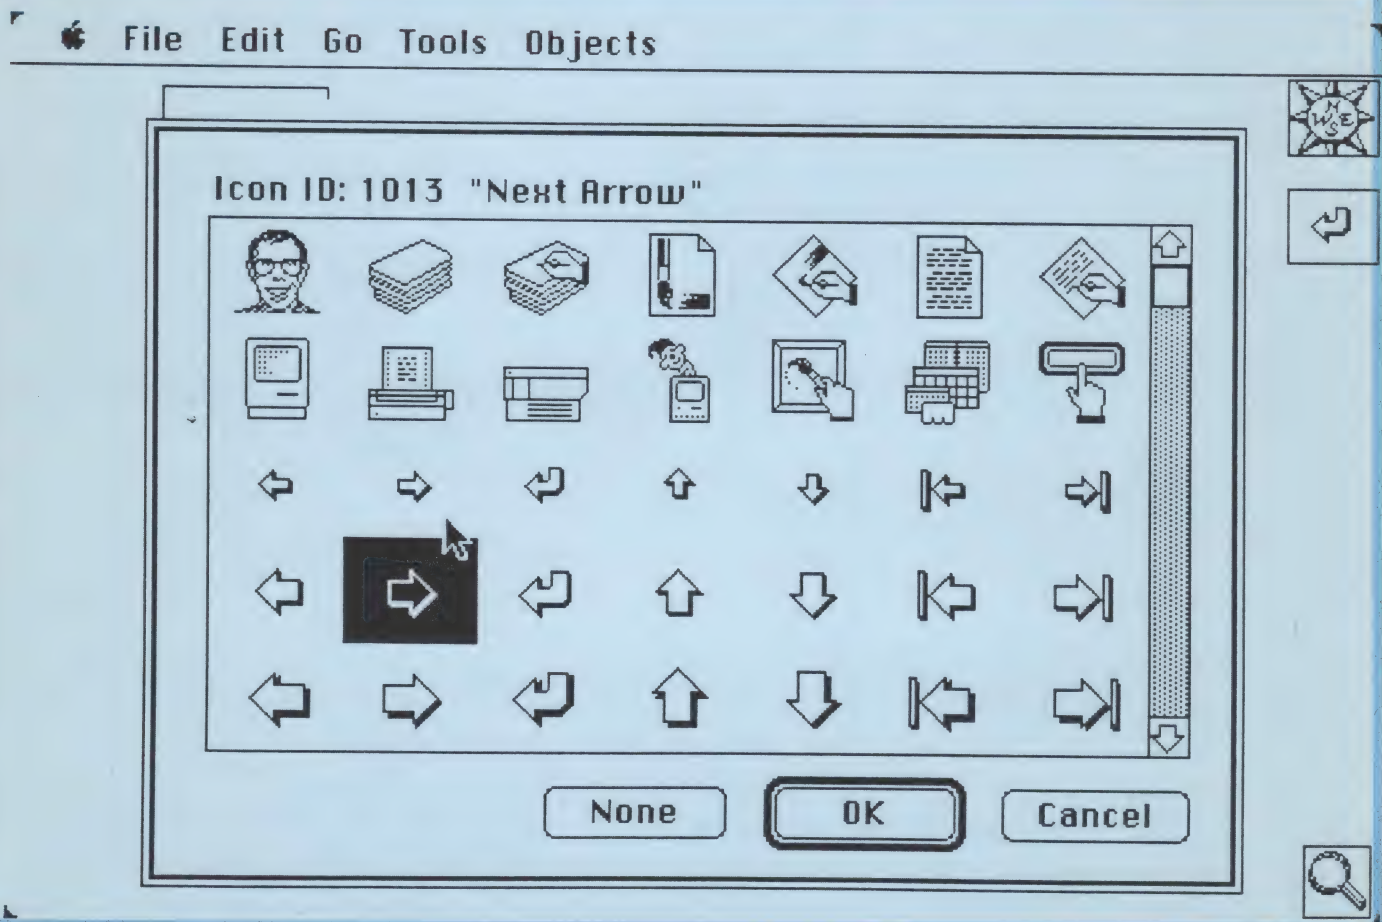 File Edit Go Tools Objects
N
W E
S
Icon ID: 1013 "Next Arrow"
None OK Cancel